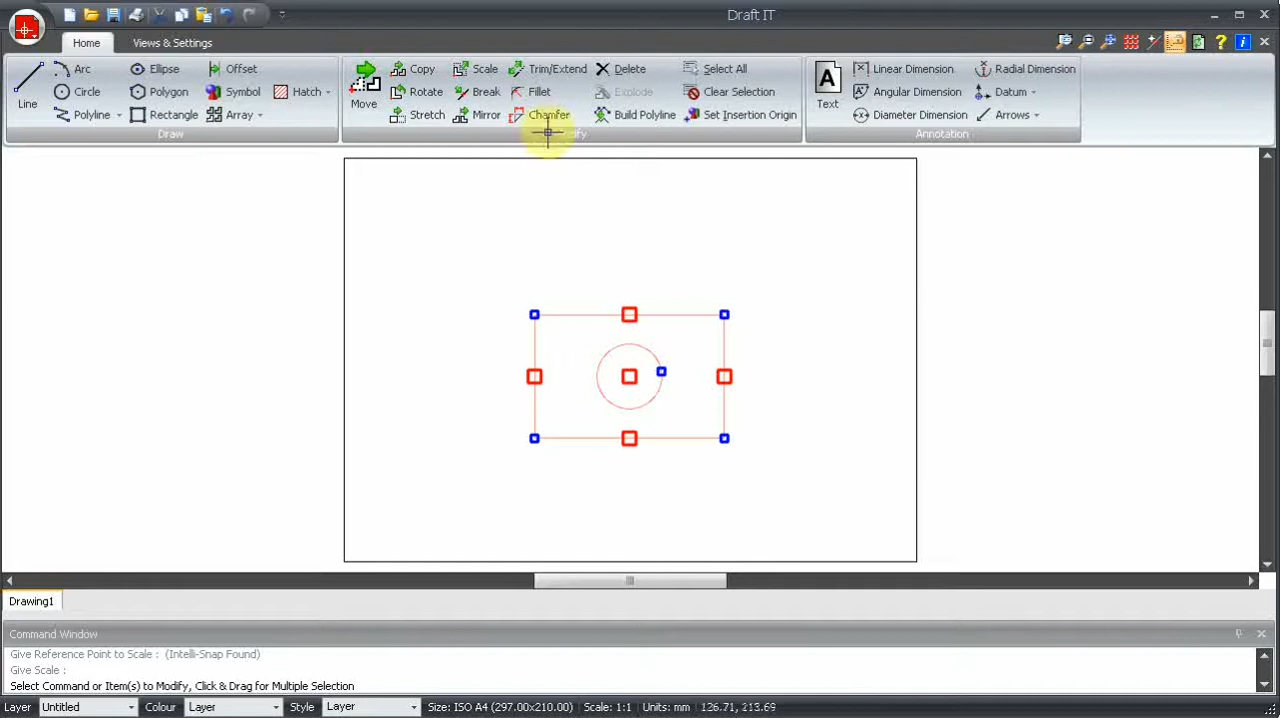 Draft IT
Home Views & Settings
Line Arc Ellipse Offset
Circle Polygon Symbol Hatch
Polyline Rectangle Array
Draw
Move Copy Scale Trim/Extend Delete Select All
Rotate Break Fillet Explode Clear Selection
Stretch Mirror Chamfer Build Polyline Set Insertion Origin
Text Linear Dimension Radial Dimension
Angular Dimension Datum
Diameter Dimension Arrows
Annotation
Drawing1
Command Window
Give Reference Point to Scale : (Intelli-Snap Found)
Give Scale :
Select Command or Item(s) to Modify, Click & Drag for Multiple Selection
Layer Untitled Colour Layer Style Layer Size: ISO A4 (297.00x210.00) Scale: 1:1 Units: mm 126.71, 213.69